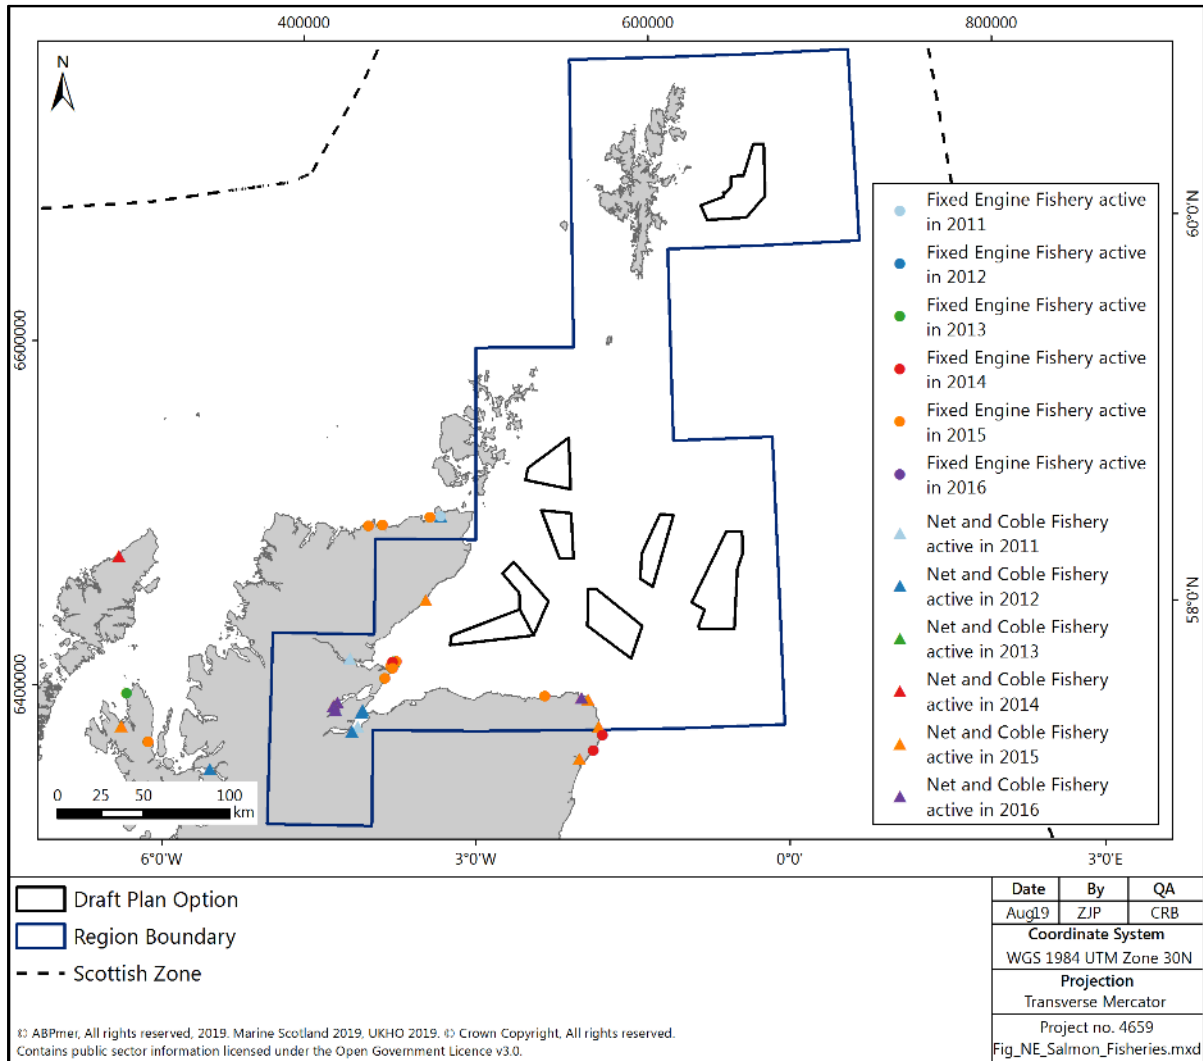 400000
600000
800000
N
6600000
6400000
60°0'N
58°0'N
Fixed Engine Fishery active
in 2011
Fixed Engine Fishery active
in 2012
Fixed Engine Fishery active
in 2013
Fixed Engine Fishery active
in 2014
Fixed Engine Fishery active
in 2015
Fixed Engine Fishery active
in 2016
Net and Coble Fishery
active in 2011
Net and Coble Fishery
active in 2012
Net and Coble Fishery
active in 2013
Net and Coble Fishery
active in 2014
Net and Coble Fishery
active in 2015
Net and Coble Fishery
active in 2016
0 25 50 100
km
6°0'W
3°0'W
0°0'
3°0'E
Draft Plan Option
Region Boundary
Scottish Zone
Date By QA
Aug19 ZJP CRB
Coordinate System
WGS 1984 UTM Zone 30N
Projection
Transverse Mercator
Project no. 4659
Fig_NE_Salmon_Fisheries.mxd
© ABPmer, All rights reserved, 2019. Marine Scotland 2019, UKHO 2019. © Crown Copyright, All rights reserved.
Contains public sector information licensed under the Open Government Licence v3.0.